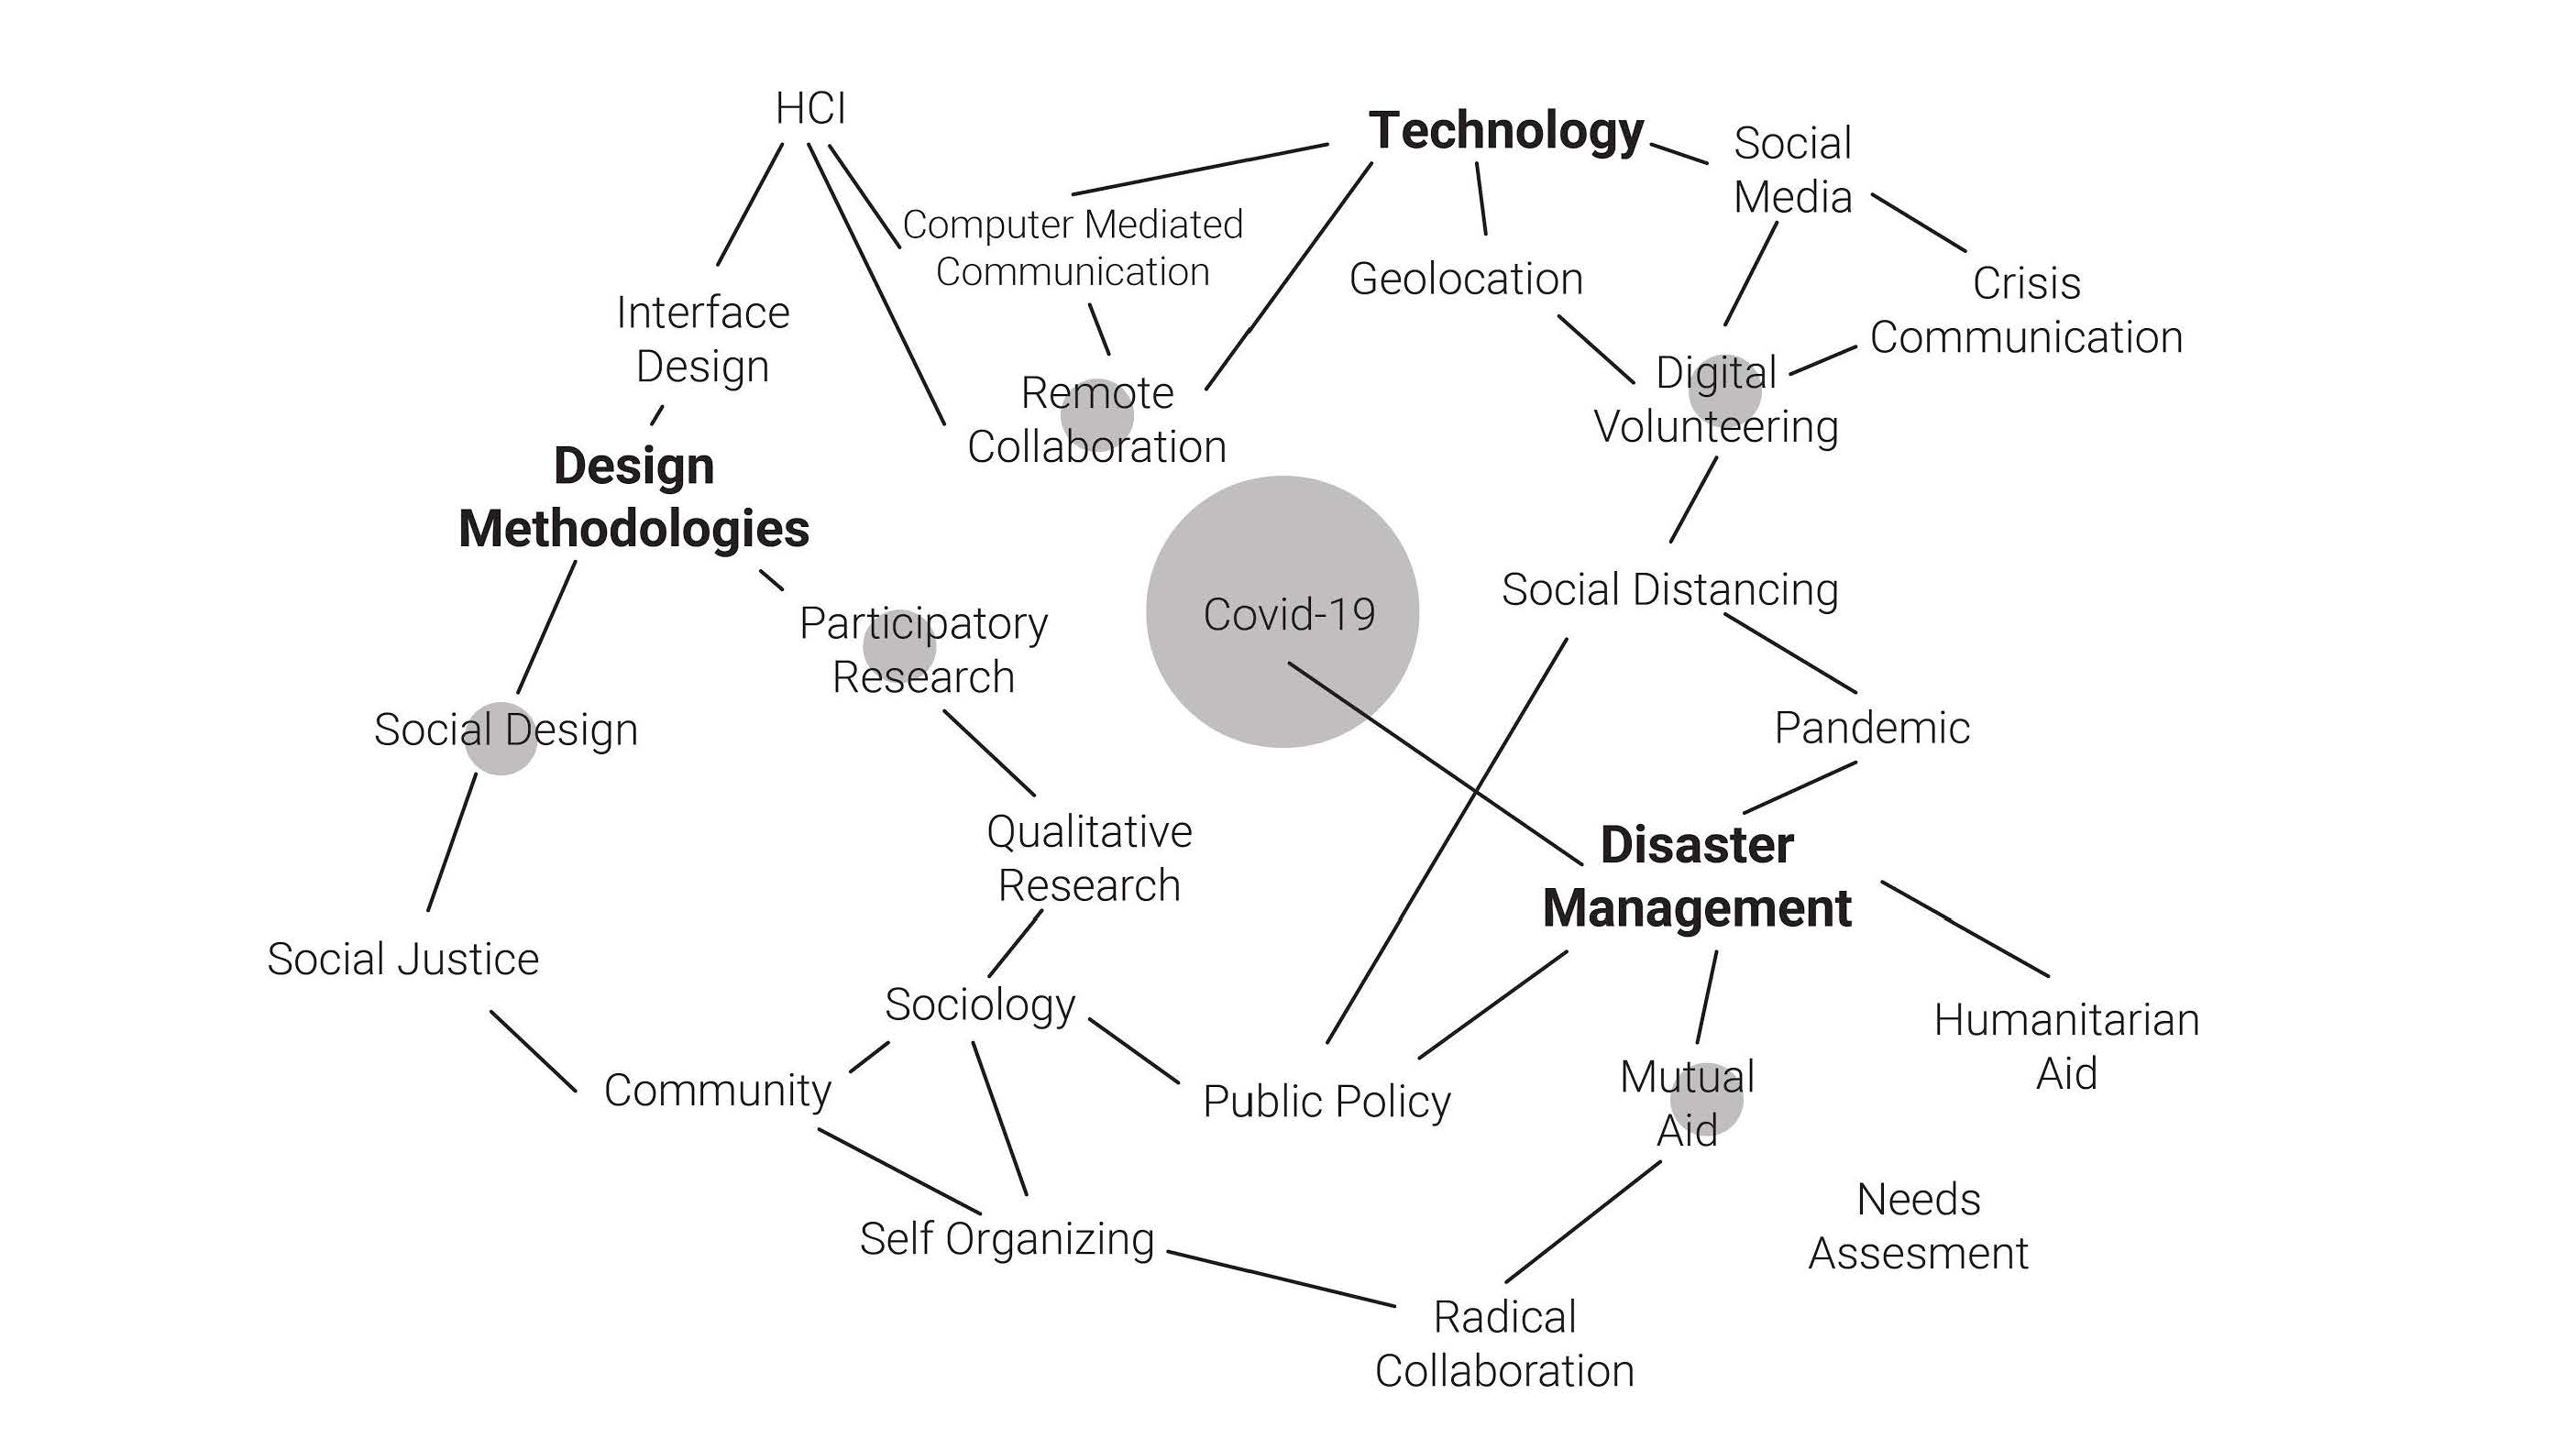 HCI
Technology
Social
Media
Computer Mediated
Communication
Geolocation
Crisis
Communication
Interface
Design
Remote
Collaboration
Digital
Volunteering
Design
Methodologies
Covid-19
Social Distancing
Participatory
Research
Social Design
Pandemic
Qualitative
Research
Disaster
Management
Social Justice
Sociology
Humanitarian
Aid
Community
Public Policy
Mutual
Aid
Needs
Assesment
Self Organizing
Radical
Collaboration